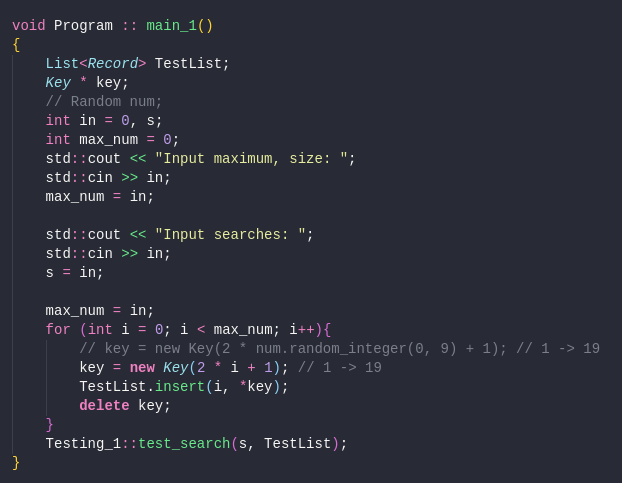 void Program :: main_1()
{
    List<Record> TestList;
    Key * key;
    // Random num;
    int in = 0, s;
    int max_num = 0;
    std::cout << "Input maximum, size: ";
    std::cin >> in;
    max_num = in;

    std::cout << "Input searches: ";
    std::cin >> in;
    s = in;

    max_num = in;
    for (int i = 0; i < max_num; i++){
        // key = new Key(2 * num.random_integer(0, 9) + 1); // 1 -> 19
        key = new Key(2 * i + 1); // 1 -> 19
        TestList.insert(i, *key);
        delete key;
    }
    Testing_1::test_search(s, TestList);
}